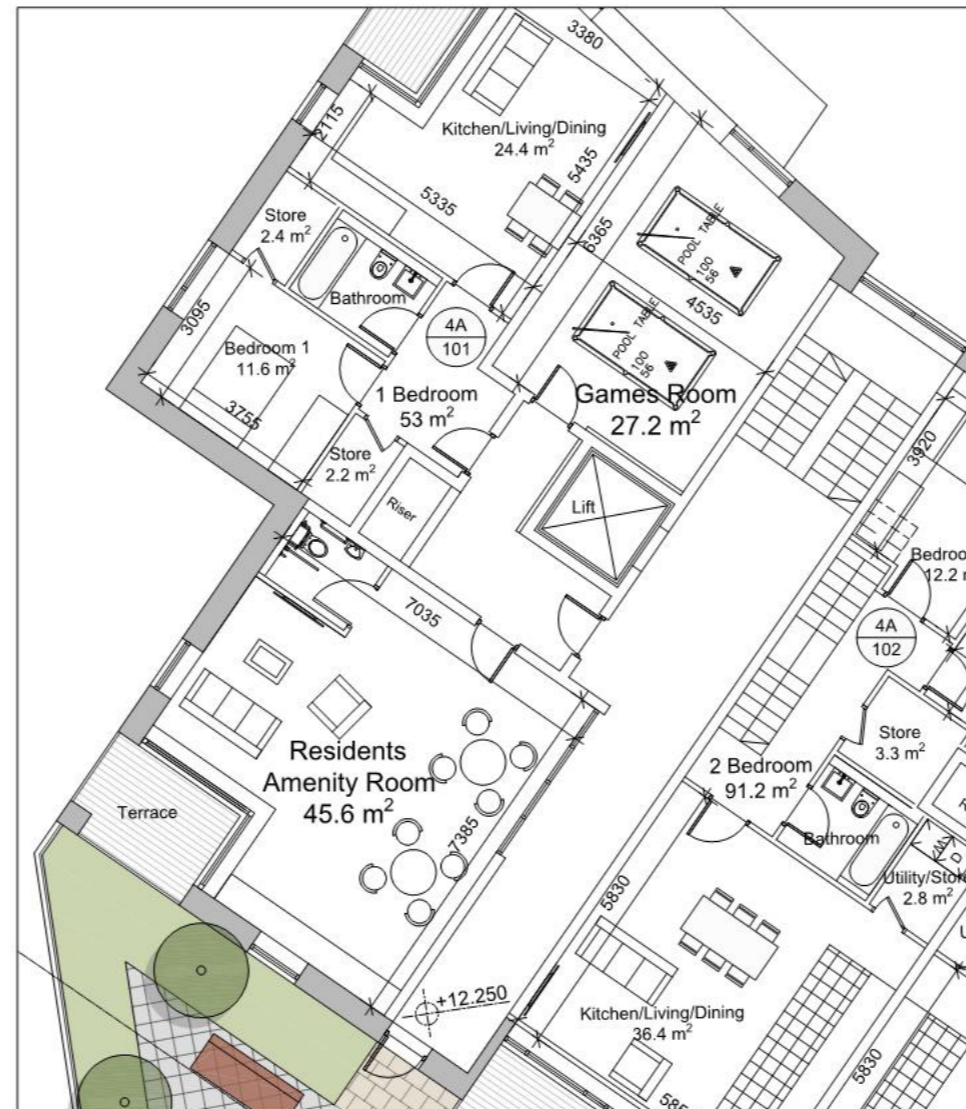 3380
Kitchen/Living/Dining
24.4 m²
2115
5435
5335
Store
2.4 m²
Bathroom
4A
101
6365
POOL TABLE
100
56
4535
POOL TABLE
100
56
3095
Bedroom 1
11.6 m²
3755
1 Bedroom
53 m²
Games Room
27.2 m²
Store
2.2 m²
Riser
Lift
3920
12.2
4A
102
7035
Residents
Amenity Room
45.6 m²
Terrace
7385
2 Bedroom
91.2 m²
Store
3.3 m²
Bathroom
W
D
Utility/Store
2.8 m²
5830
+12.250
Kitchen/Living/Dining
36.4 m²
5830